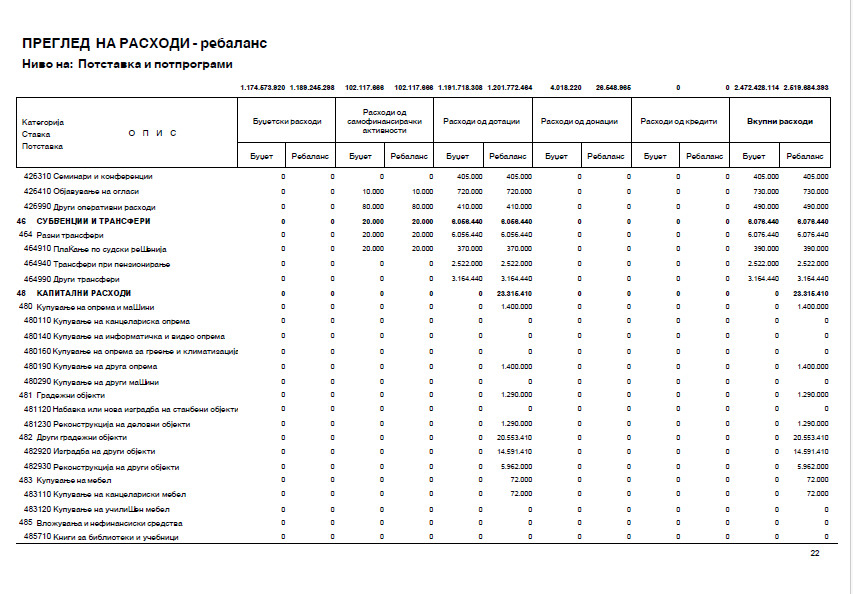 ПРЕГЛЕД НА РАСХОДИ - ребаланс
Ниво на: Потставка и потпрограми
1.174.573.920 1.189.245.298 102.117.666 102.117.666 1.191.718.308 1.201.772.464 4.018.220 26.548.965 0 0 2.472.428.114 2.519.684.393
Категорија
Ставка
Потставка
О П И С
Буџетски расходи
Расходи од самофинансирачки активности
Расходи од дотации
Расходи од донации
Расходи од кредити
Вкупни расходи
Буџет Ребаланс Буџет Ребаланс Буџет Ребаланс Буџет Ребаланс Буџет Ребаланс Буџет Ребаланс
426310 Семинари и конференции 0 0 0 0 405.000 405.000 0 0 0 0 405.000 405.000
426410 Објавување на огласи 0 0 10.000 10.000 720.000 720.000 0 0 0 0 730.000 730.000
426990 Други оперативни расходи 0 0 80.000 80.000 410.000 410.000 0 0 0 0 490.000 490.000
46 СУБВЕНЦИИ И ТРАНСФЕРИ 0 0 20.000 20.000 6.056.440 6.056.440 0 0 0 0 6.076.440 6.076.440
464 Разни трансфери 0 0 20.000 20.000 6.056.440 6.056.440 0 0 0 0 6.076.440 6.076.440
464910 ПлаЌање по судски реШенија 0 0 20.000 20.000 370.000 370.000 0 0 0 0 390.000 390.000
464940 Трансфери при пензионирање 0 0 0 0 2.522.000 2.522.000 0 0 0 0 2.522.000 2.522.000
464990 Други трансфери 0 0 0 0 3.164.440 3.164.440 0 0 0 0 3.164.440 3.164.440
48 КАПИТАЛНИ РАСХОДИ 0 0 0 0 0 23.315.410 0 0 0 0 0 23.315.410
480 Купување на опрема и маШини 0 0 0 0 0 1.400.000 0 0 0 0 0 1.400.000
480110 Купување на канцелариска опрема 0 0 0 0 0 0 0 0 0 0 0 0
480140 Купување на информатичка и видео опрема 0 0 0 0 0 0 0 0 0 0 0 0
480160 Купување на опрема за греење и климатизација 0 0 0 0 0 0 0 0 0 0 0 0
480190 Купување на друга опрема 0 0 0 0 0 1.400.000 0 0 0 0 0 1.400.000
480290 Купување на други маШини 0 0 0 0 0 0 0 0 0 0 0 0
481 Градежни објекти 0 0 0 0 0 1.290.000 0 0 0 0 0 1.290.000
481120 Набавка или нова изградба на станбени објекти 0 0 0 0 0 0 0 0 0 0 0 0
481230 Реконструкција на деловни објекти 0 0 0 0 0 1.290.000 0 0 0 0 0 1.290.000
482 Други градежни објекти 0 0 0 0 0 20.553.410 0 0 0 0 0 20.553.410
482920 Изградба на други објекти 0 0 0 0 0 14.591.410 0 0 0 0 0 14.591.410
482930 Реконструкција на други објекти 0 0 0 0 0 5.962.000 0 0 0 0 0 5.962.000
483 Купување на мебел 0 0 0 0 0 72.000 0 0 0 0 0 72.000
483110 Купување на канцелариски мебел 0 0 0 0 0 72.000 0 0 0 0 0 72.000
483120 Купување на училиШен мебел 0 0 0 0 0 0 0 0 0 0 0 0
485 Вложувања и нефинансиски средства 0 0 0 0 0 0 0 0 0 0 0 0
485710 Книги за библиотеки и учебници 0 0 0 0 0 0 0 0 0 0 0 0
22